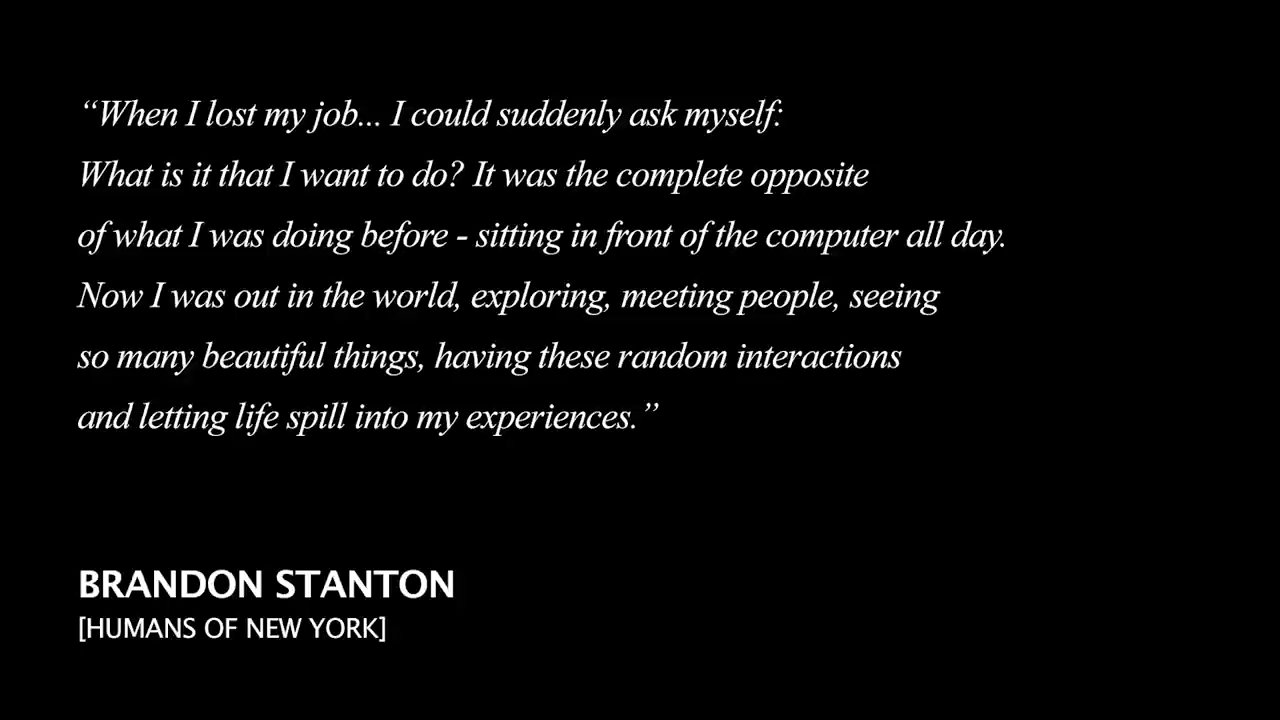 “When I lost my job... I could suddenly ask myself:
What is it that I want to do? It was the complete opposite
of what I was doing before - sitting in front of the computer all day.
Now I was out in the world, exploring, meeting people, seeing
so many beautiful things, having these random interactions
and letting life spill into my experiences.”
BRANDON STANTON
[HUMANS OF NEW YORK]